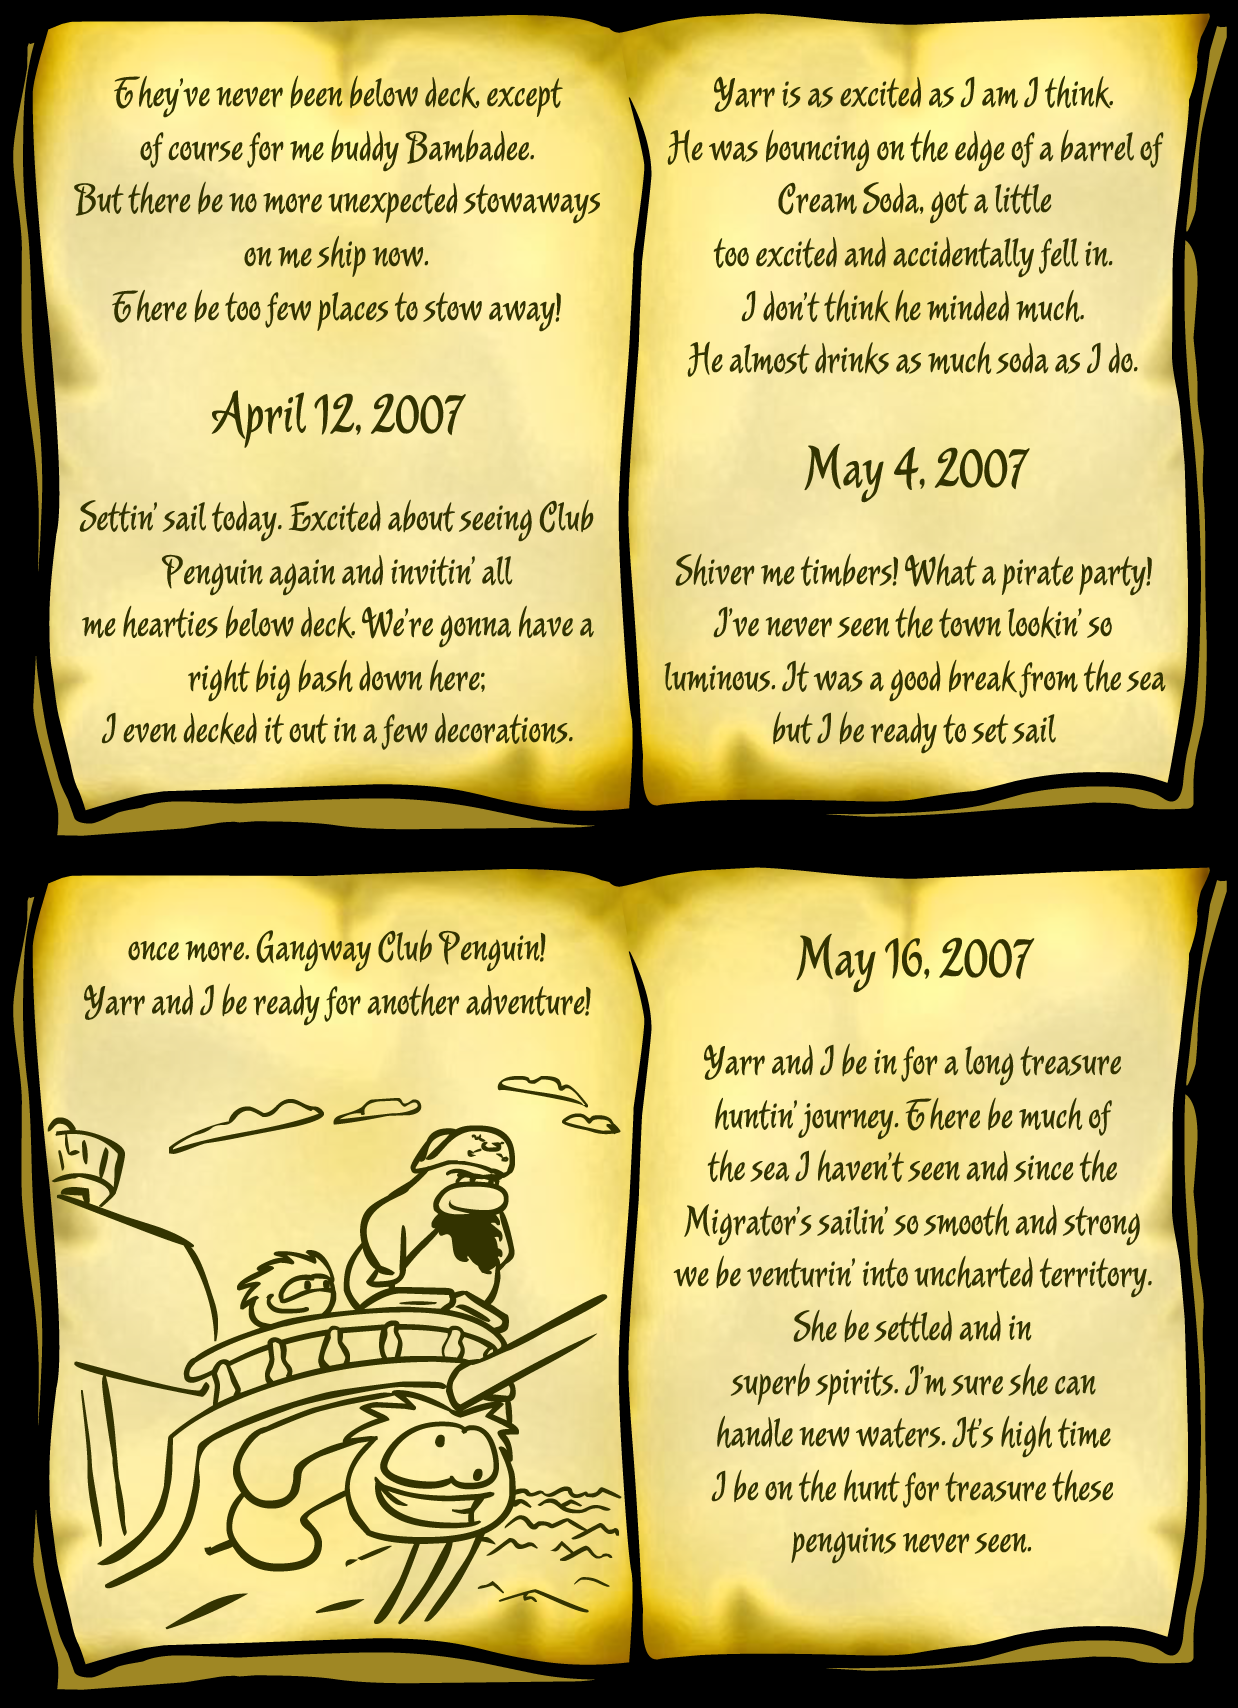 They've never been below deck, except
of course for me buddy Bambadee.
But there be no more unexpected stowaways
on me ship now.
There be too few places to stow away!
April 12, 2007
Settin' sail today. Excited about seeing Club
Penguin again and invitin' all
me hearties below deck. We're gonna have a
right big bash down here;
I even decked it out in a few decorations.
Yarr is as excited as I am I think.
He was bouncing on the edge of a barrel of
Cream Soda, got a little
too excited and accidentally fell in.
I don't think he minded much.
He almost drinks as much soda as I do.
May 4, 2007
Shiver me timbers! What a pirate party!
I've never seen the town lookin' so
luminous. It was a good break from the sea
but I be ready to set sail
once more. Gangway Club Penguin!
Yarr and I be ready for another adventure!
May 16, 2007
Yarr and I be in for a long treasure
huntin' journey. There be much of
the sea I haven't seen and since the
Migrator's sailin' so smooth and strong
we be venturin' into uncharted territory.
She be settled and in
superb spirits. I'm sure she can
handle new waters. It's high time
I be on the hunt for treasure these
penguins never seen.